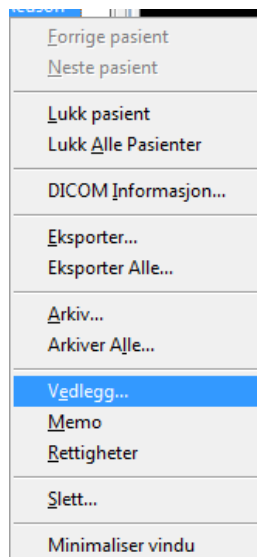 Forrige pasient
Neste pasient
Lukk pasient
Lukk Alle Pasienter
DICOM Informasjon...
Eksporter...
Eksporter Alle...
Arkiv...
Arkiver Alle...
Vedlegg...
Memo
Rettigheter
Slett...
Minimaliser vindu